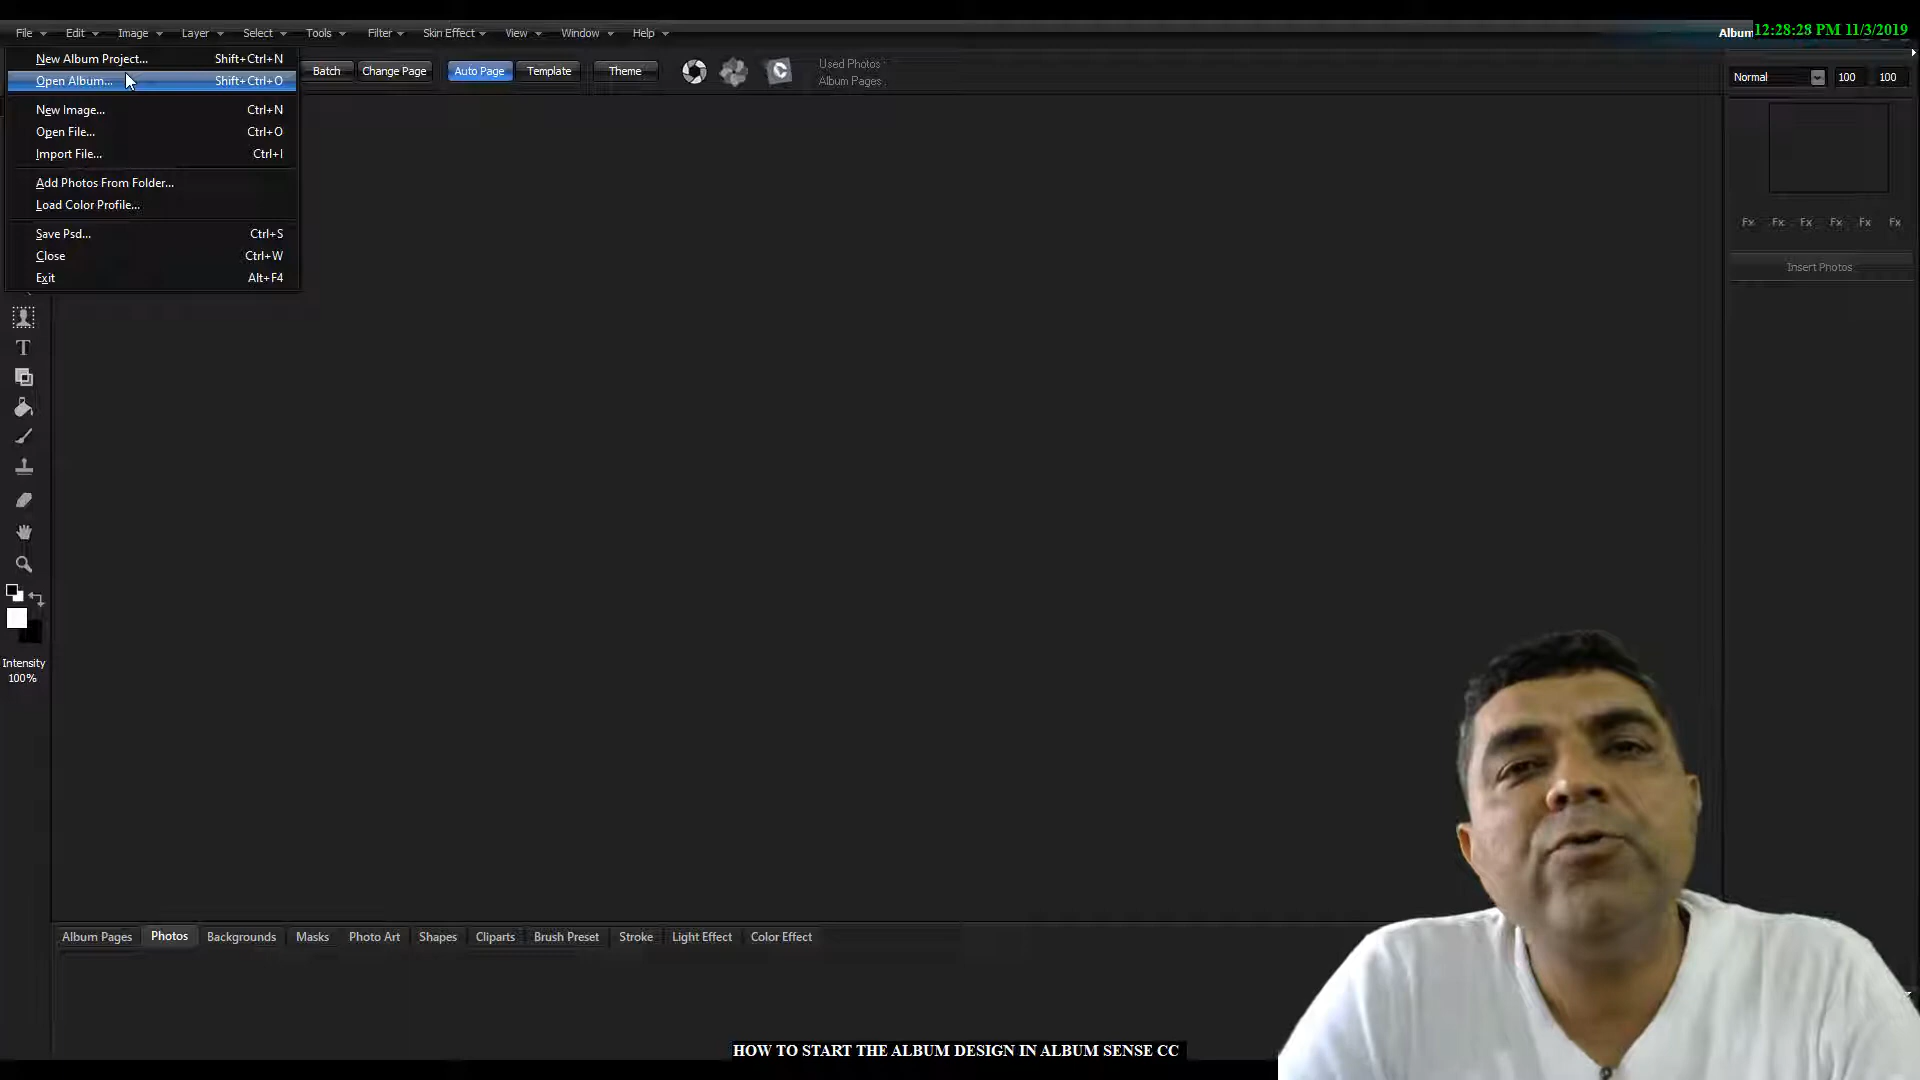 File Edit Image Layer Select Tools Filter Skin Effect View Window Help
Album 12:28:28 PM 11/3/2019
New Album Project... Shift+Ctrl+N
Open Album... Shift+Ctrl+O
New Image... Ctrl+N
Open File... Ctrl+O
Import File... Ctrl+I
Add Photos From Folder...
Load Color Profile...
Save Psd... Ctrl+S
Close Ctrl+W
Exit Alt+F4
Batch Change Page Auto Page Template Theme
Used Photos
Album Pages
Normal 100 100
Fx Fx Fx Fx Fx Fx
Insert Photos
Intensity
100%
Album Pages Photos Backgrounds Masks Photo Art Shapes Cliparts Brush Preset Stroke Light Effect Color Effect
HOW TO START THE ALBUM DESIGN IN ALBUM SENSE CC